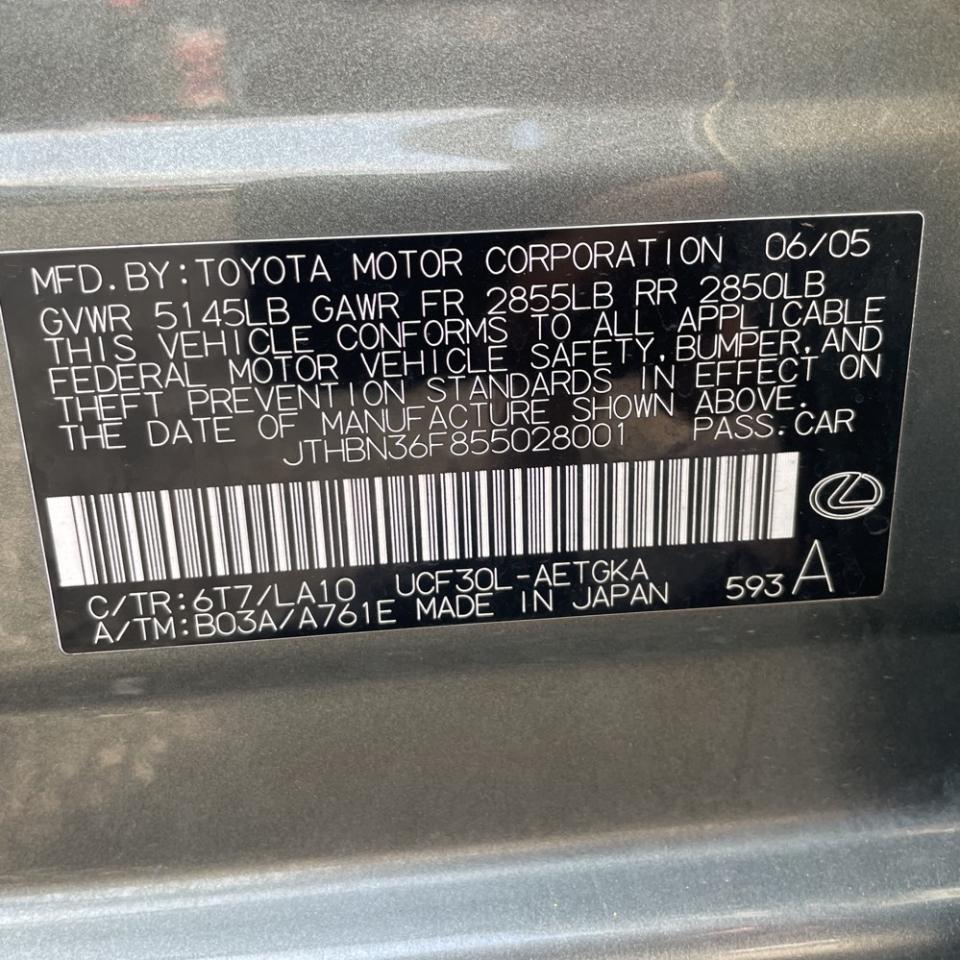 MFD.BY:TOYOTA MOTOR CORPORATION 06/05
GVWR 5145LB GAWR FR 2855LB RR 2850LB
THIS VEHICLE CONFORMS TO ALL APPLICABLE
FEDERAL MOTOR VEHICLE SAFETY,BUMPER,AND
THEFT PREVENTION STANDARDS IN EFFECT ON
THE DATE OF MANUFACTURE SHOWN ABOVE.
JTHBN36F855028001 PASS.CAR
C/TR:6T7/LA10 UCF30L-AETGKA
A/TM:B03A/A761E MADE IN JAPAN 593A